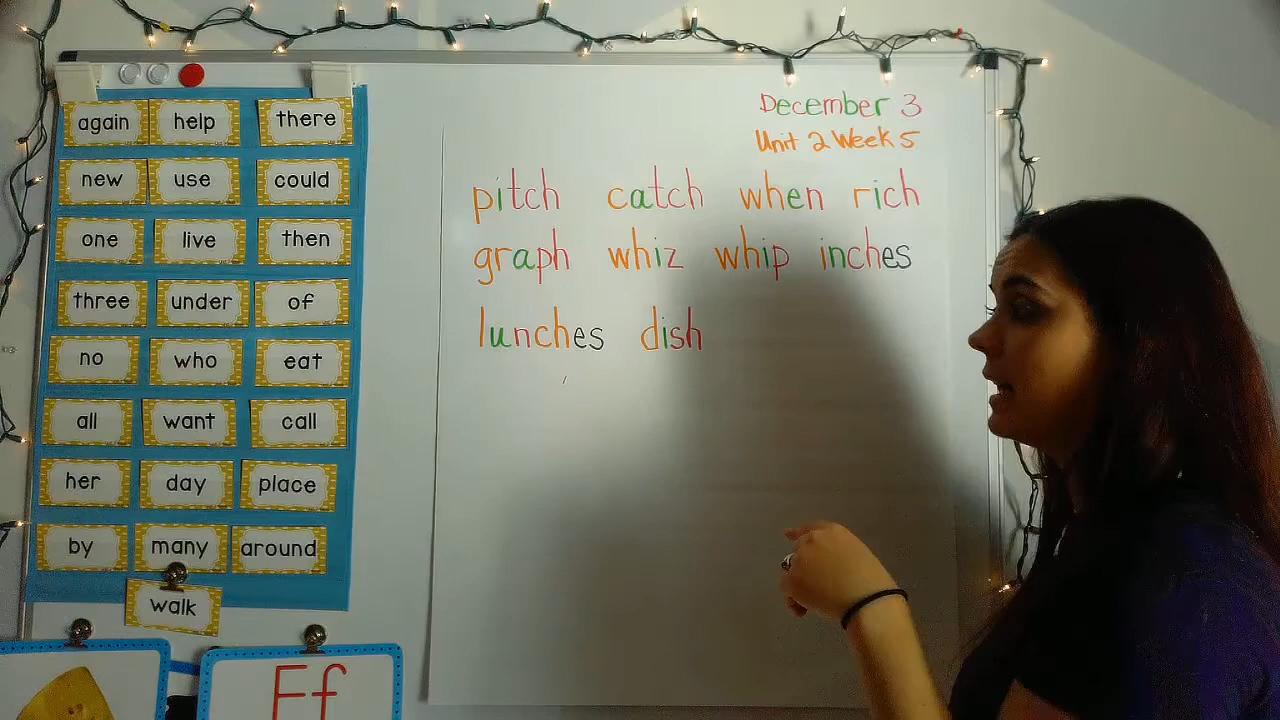 again help there
new use could
one live then
three under of
no who eat
all want call
her day place
by many around
walk
Ff
December 3
Unit 2 Week 5
pitch catch when rich
graph whiz whip inches
lunches dish